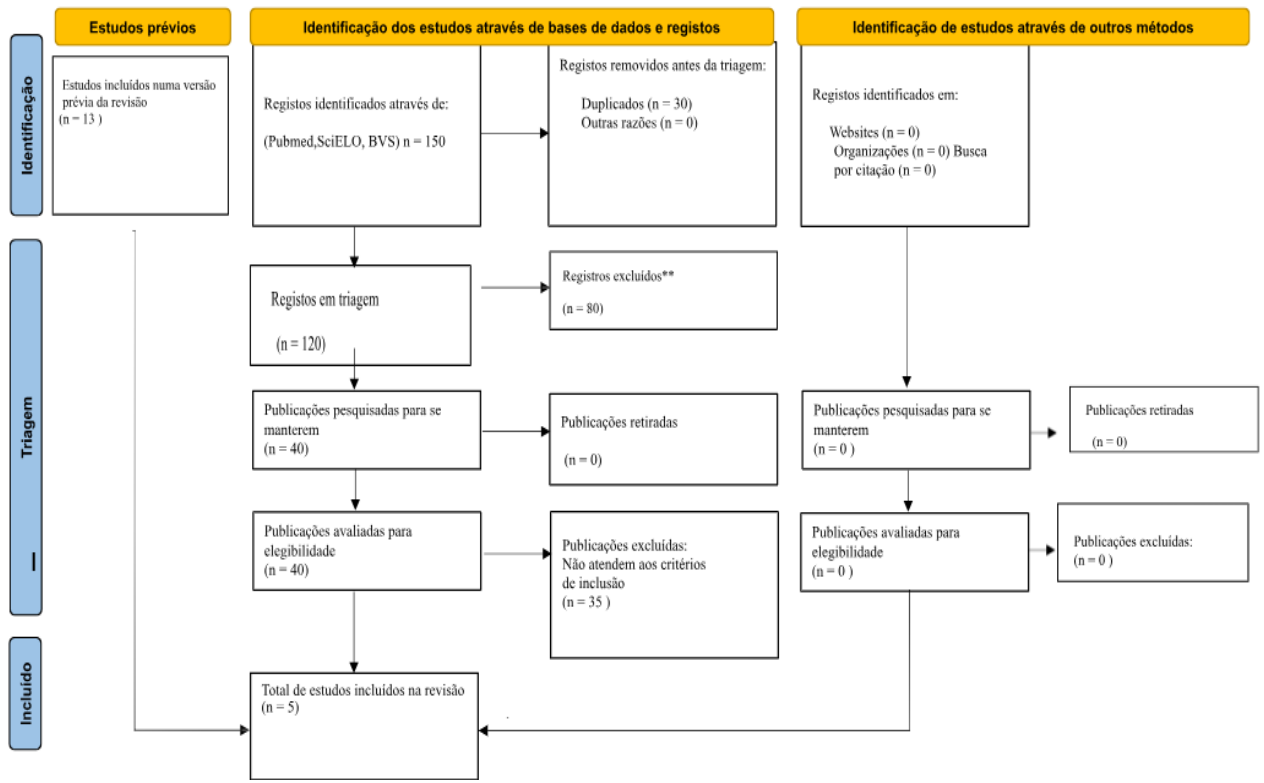 Estudos prévios
Identificação dos estudos através de bases de dados e registos
Identificação de estudos através de outros métodos
Identificação
Estudos incluídos numa versão
prévia da revisão
(n = 13 )
Registos identificados através de:
(Pubmed,SciELO, BVS) n = 150
Registos removidos antes da triagem:
Duplicados (n = 30)
Outras razões (n = 0)
Registos identificados em:
Websites (n = 0)
Organizações (n = 0) Busca
por citação (n = 0)
Triagem
Registos em triagem
(n = 120)
Registros excluídos**
(n = 80)
Publicações pesquisadas para se
manterem
(n = 40)
Publicações retiradas
(n = 0)
Publicações pesquisadas para se
manterem
(n = 0 )
Publicações retiradas
(n = 0)
Publicações avaliadas para
elegibilidade
(n = 40)
Publicações excluídas:
Não atendem aos critérios
de inclusão
(n = 35 )
Publicações avaliadas para
elegibilidade
(n = 0 )
Publicações excluídas:
(n = 0 )
Incluído
Total de estudos incluídos na revisão
(n = 5)